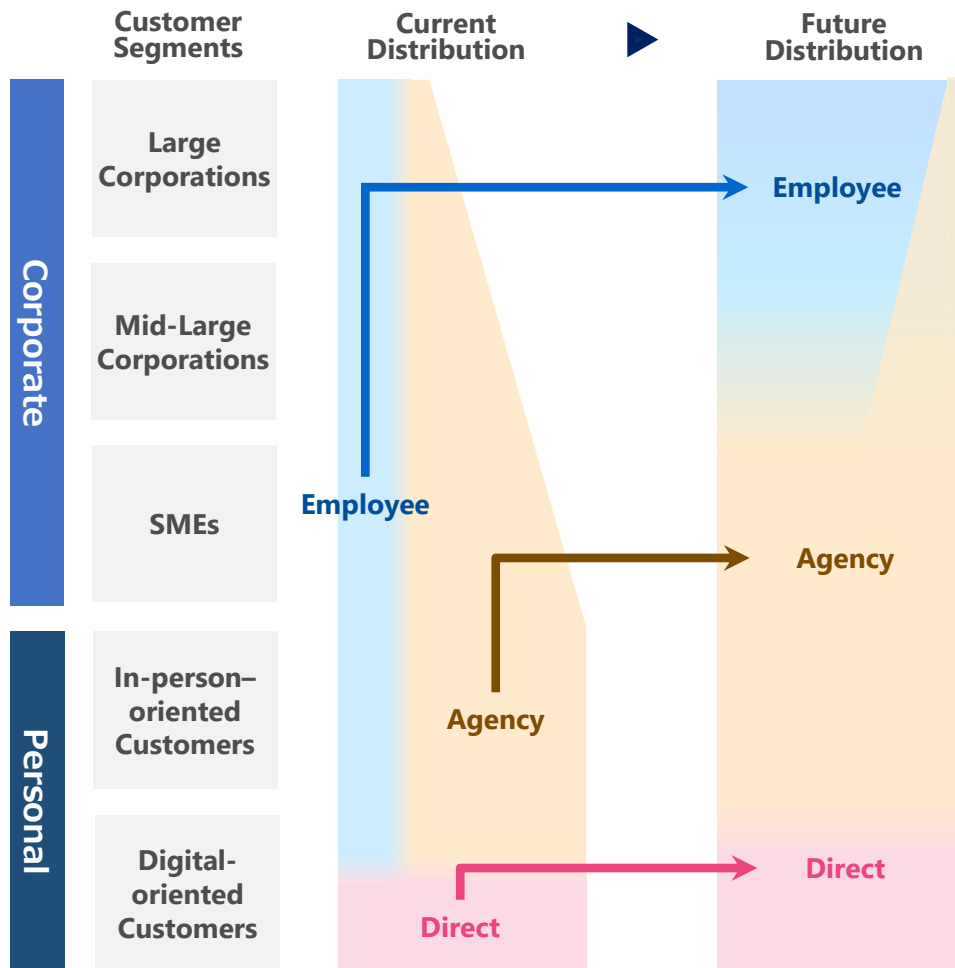 Customer
Segments
Current
Distribution
Future
Distribution
Corporate
Large
Corporations
Employee
Mid-Large
Corporations
SMEs
Employee
Agency
Personal
In-person–
oriented
Customers
Agency
Digital-
oriented
Customers
Direct
Direct